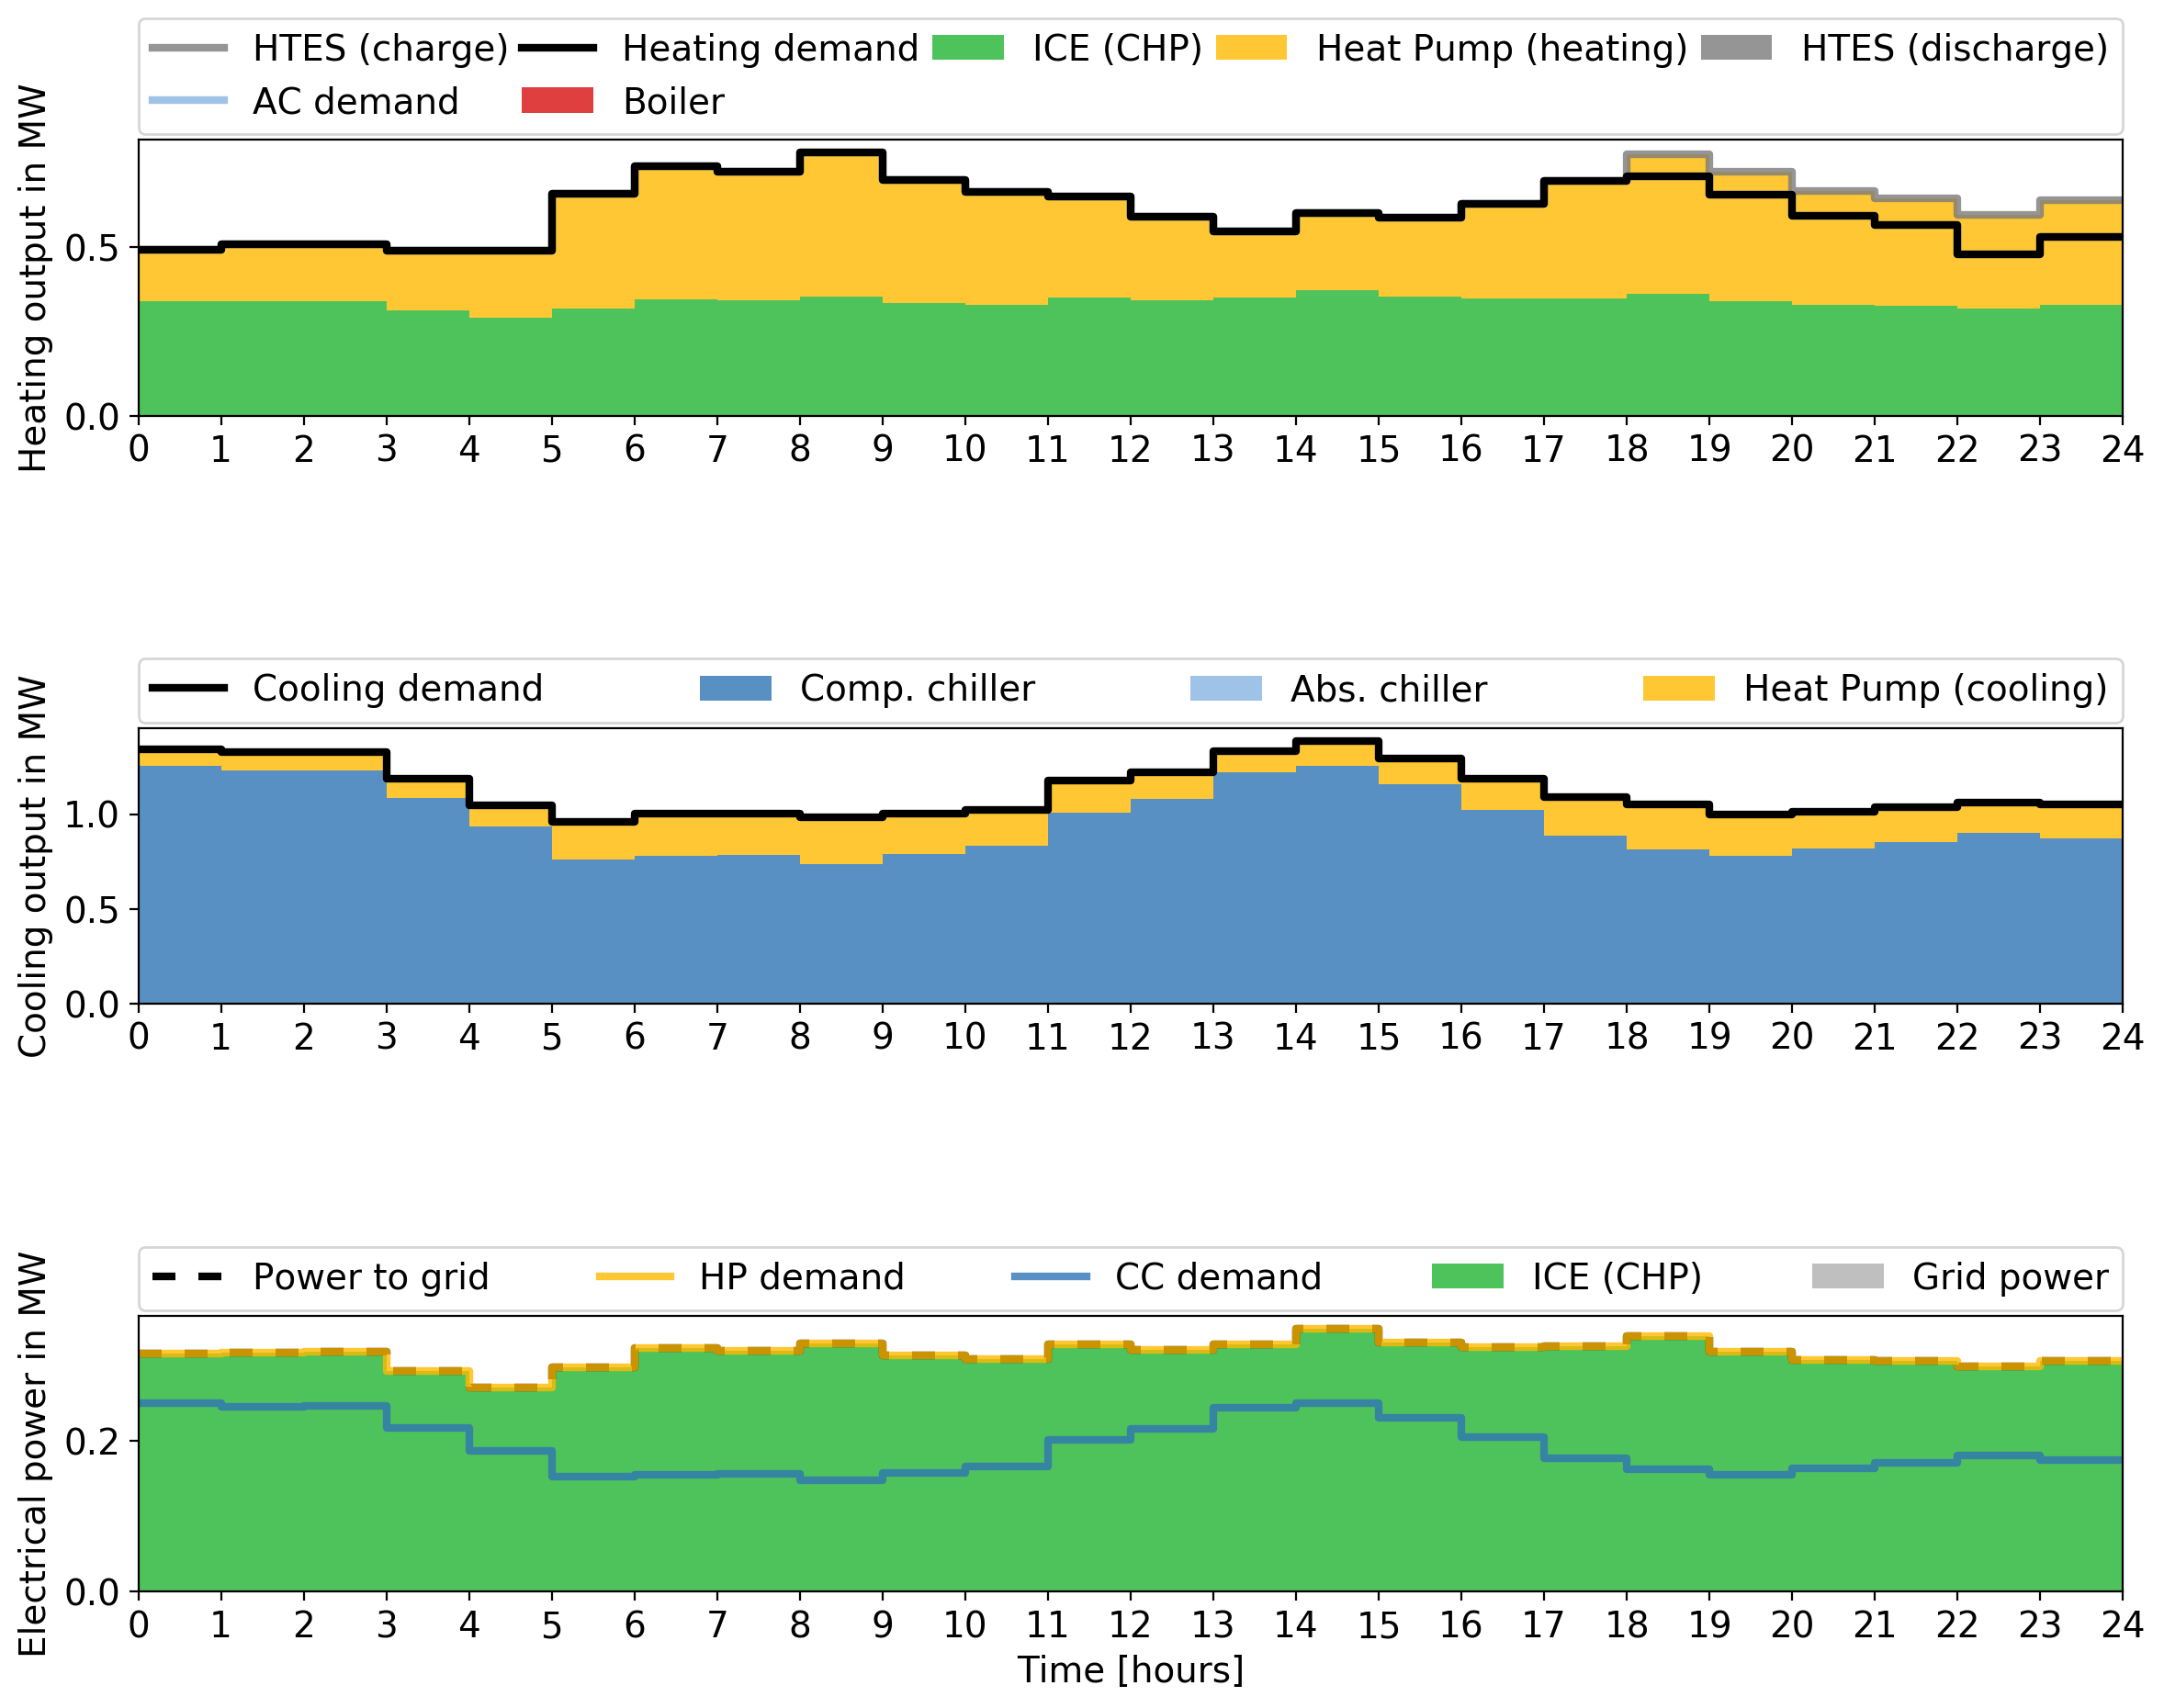 HTES (charge) Heating demand ICE (CHP) Heat Pump (heating) HTES (discharge)
AC demand Boiler
Heating output in MW
0.5
0.0
0 1 2 3 4 5 6 7 8 9 10 11 12 13 14 15 16 17 18 19 20 21 22 23 24
Cooling demand Comp. chiller Abs. chiller Heat Pump (cooling)
Cooling output in MW
1.0
0.5
0.0
0 1 2 3 4 5 6 7 8 9 10 11 12 13 14 15 16 17 18 19 20 21 22 23 24
Power to grid HP demand CC demand ICE (CHP) Grid power
Electrical power in MW
0.2
0.0
0 1 2 3 4 5 6 7 8 9 10 11 12 13 14 15 16 17 18 19 20 21 22 23 24
Time [hours]